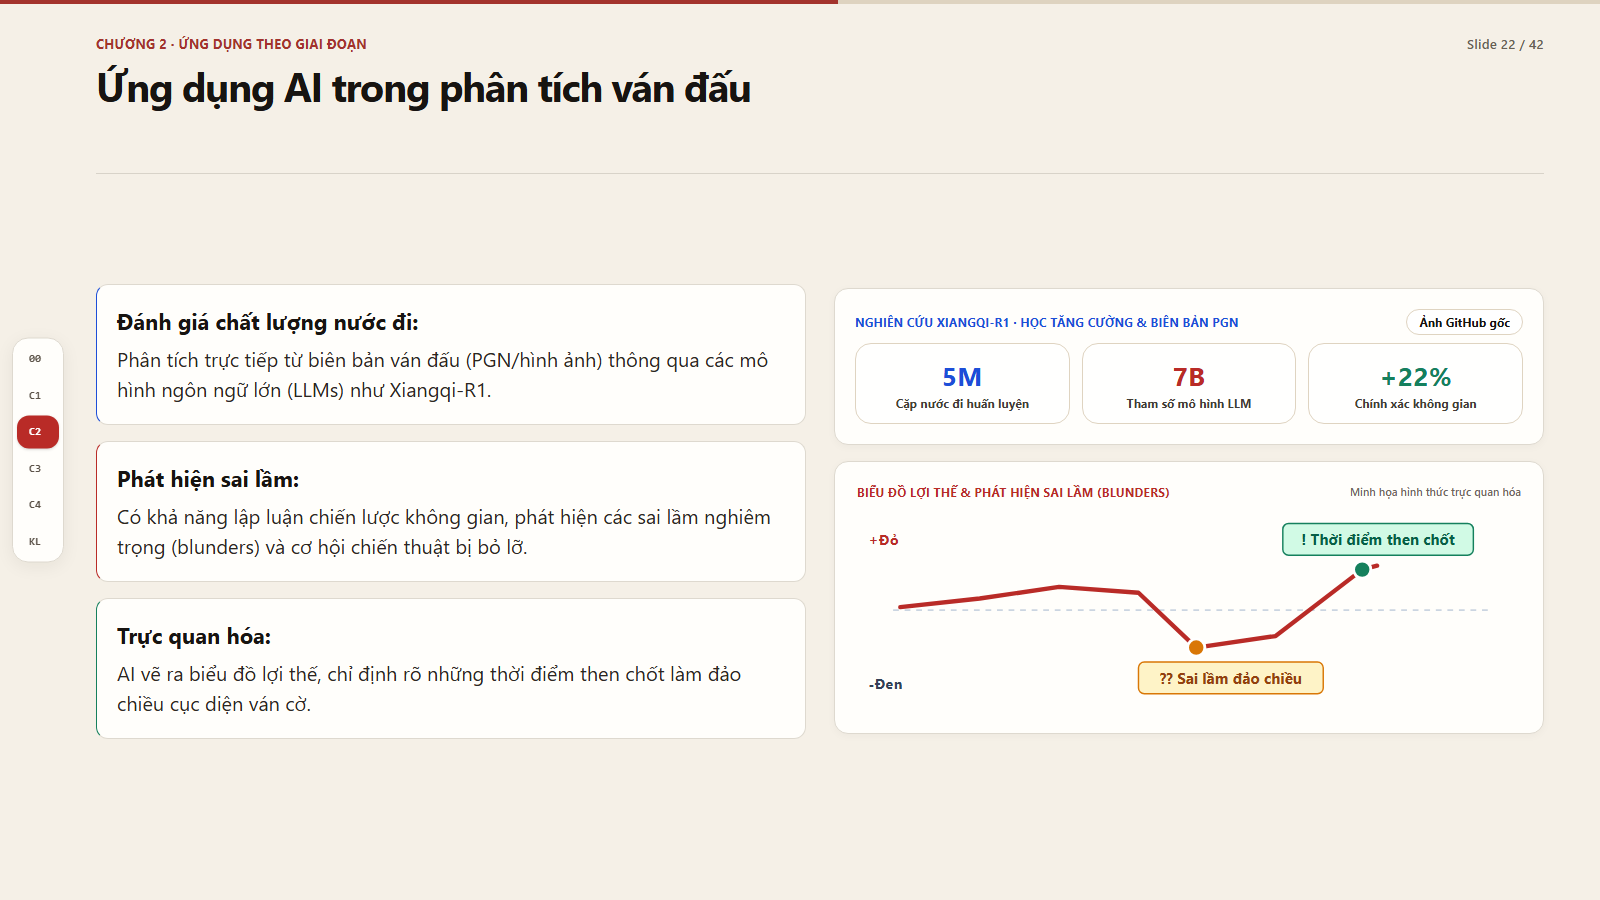 CHƯƠNG 2 · ỨNG DỤNG THEO GIAI ĐOẠN
Slide 22 / 42
Ứng dụng AI trong phân tích ván đấu
00
C1
C2
C3
C4
KL
Đánh giá chất lượng nước đi:
Phân tích trực tiếp từ biên bản ván đấu (PGN/hình ảnh) thông qua các mô
hình ngôn ngữ lớn (LLMs) như Xiangqi-R1.
Phát hiện sai lầm:
Có khả năng lập luận chiến lược không gian, phát hiện các sai lầm nghiêm
trọng (blunders) và cơ hội chiến thuật bị bỏ lỡ.
Trực quan hóa:
AI vẽ ra biểu đồ lợi thế, chỉ định rõ những thời điểm then chốt làm đảo
chiều cục diện ván cờ.
NGHIÊN CỨU XIANGQI-R1 · HỌC TĂNG CƯỜNG & BIÊN BẢN PGN
Ảnh GitHub gốc
5M
Cặp nước đi huấn luyện
7B
Tham số mô hình LLM
+22%
Chính xác không gian
BIỂU ĐỒ LỢI THẾ & PHÁT HIỆN SAI LẦM (BLUNDERS)
Minh họa hình thức trực quan hóa
+Đỏ
! Thời điểm then chốt
?? Sai lầm đảo chiều
-Đen